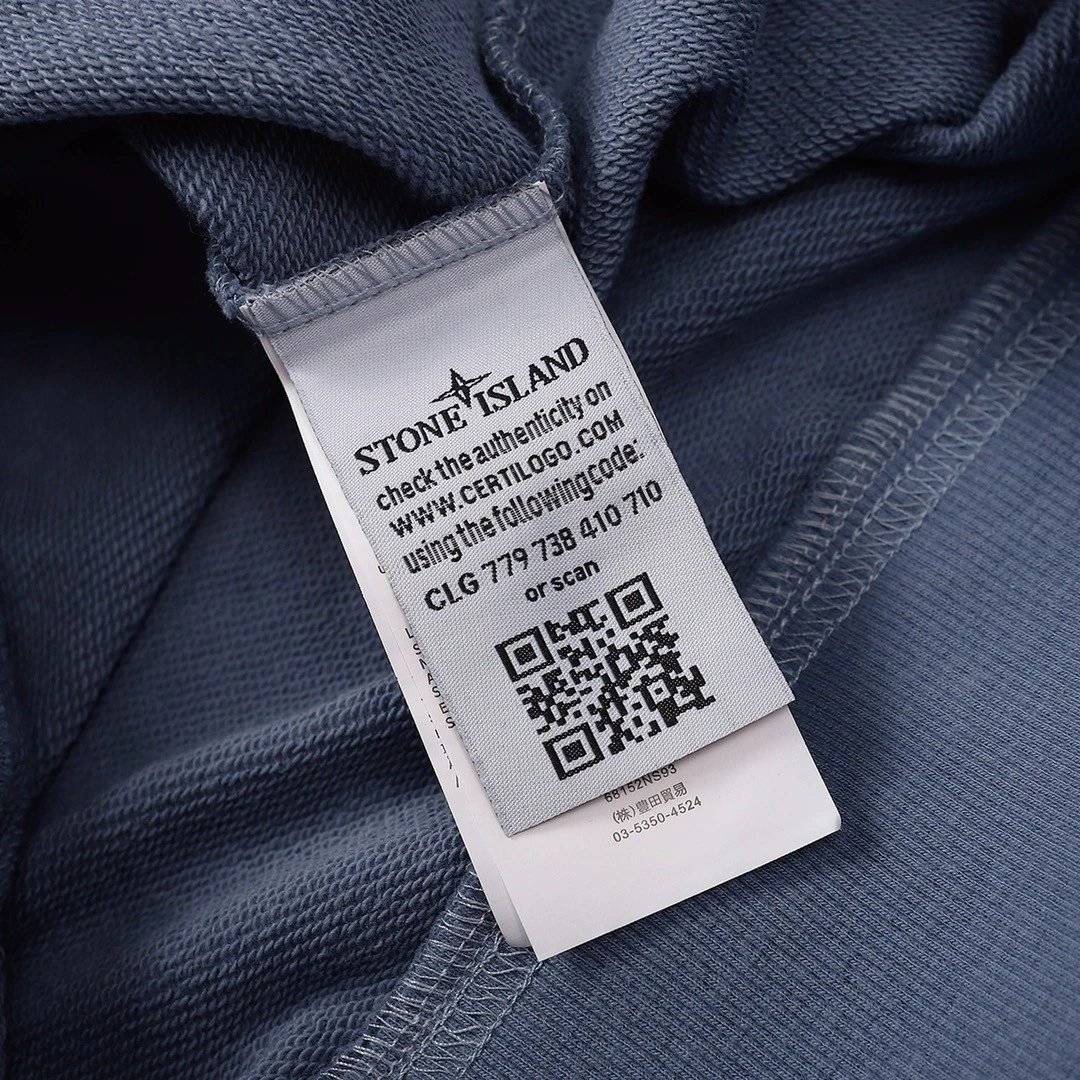 STONE ISLAND
check the authenticity on
WWW.CERTILOGO.COM
using the following code:
CLG 779 738 410 710
or scan
68152NS93
(株)豊田貿易
03-5350-4524